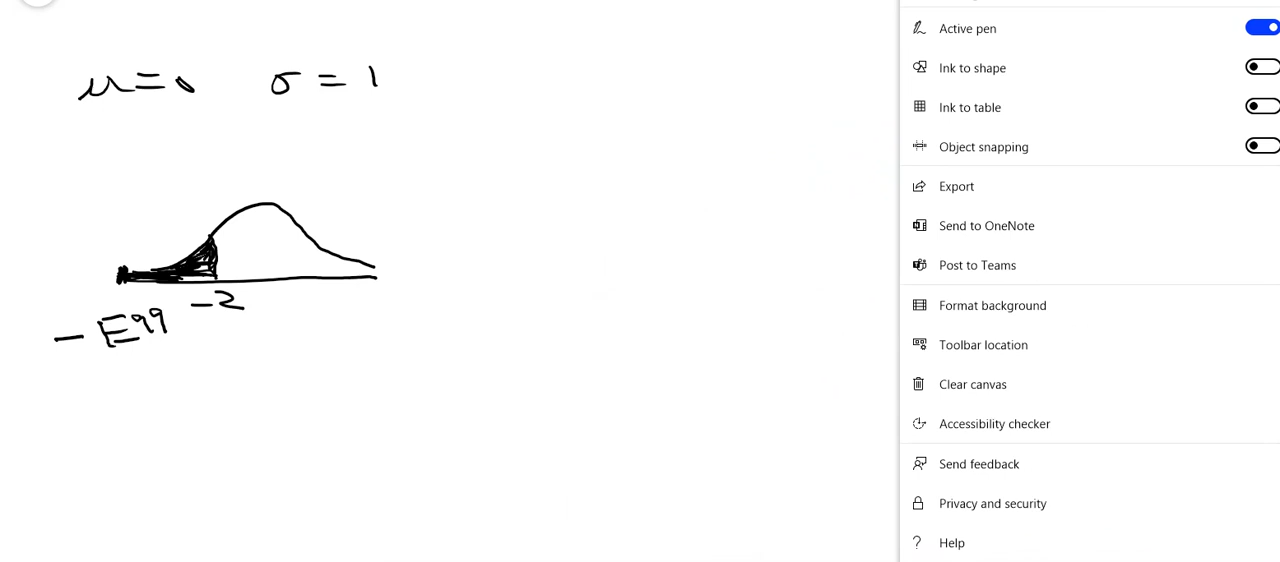 μ=0 σ=1
-2
-E99
Active pen
Ink to shape
Ink to table
Object snapping
Export
Send to OneNote
Post to Teams
Format background
Toolbar location
Clear canvas
Accessibility checker
Send feedback
Privacy and security
Help